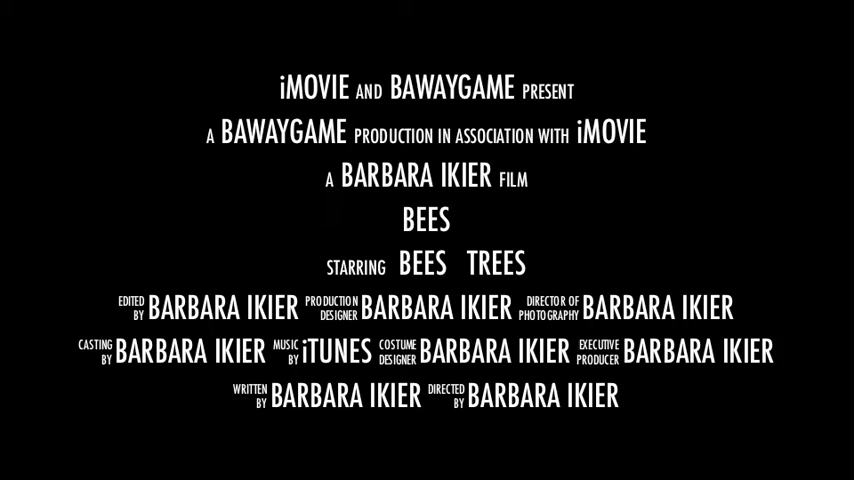 iMOVIE AND BAWAYGAME PRESENT
A BAWAYGAME PRODUCTION IN ASSOCIATION WITH iMOVIE
A BARBARA IKIER FILM
BEES
STARRING BEES TREES
EDITED BY BARBARA IKIER PRODUCTION DESIGNER BARBARA IKIER DIRECTOR OF PHOTOGRAPHY BARBARA IKIER
CASTING BY BARBARA IKIER MUSIC BY iTUNES COSTUME DESIGNER BARBARA IKIER EXECUTIVE PRODUCER BARBARA IKIER
WRITTEN BY BARBARA IKIER DIRECTED BY BARBARA IKIER